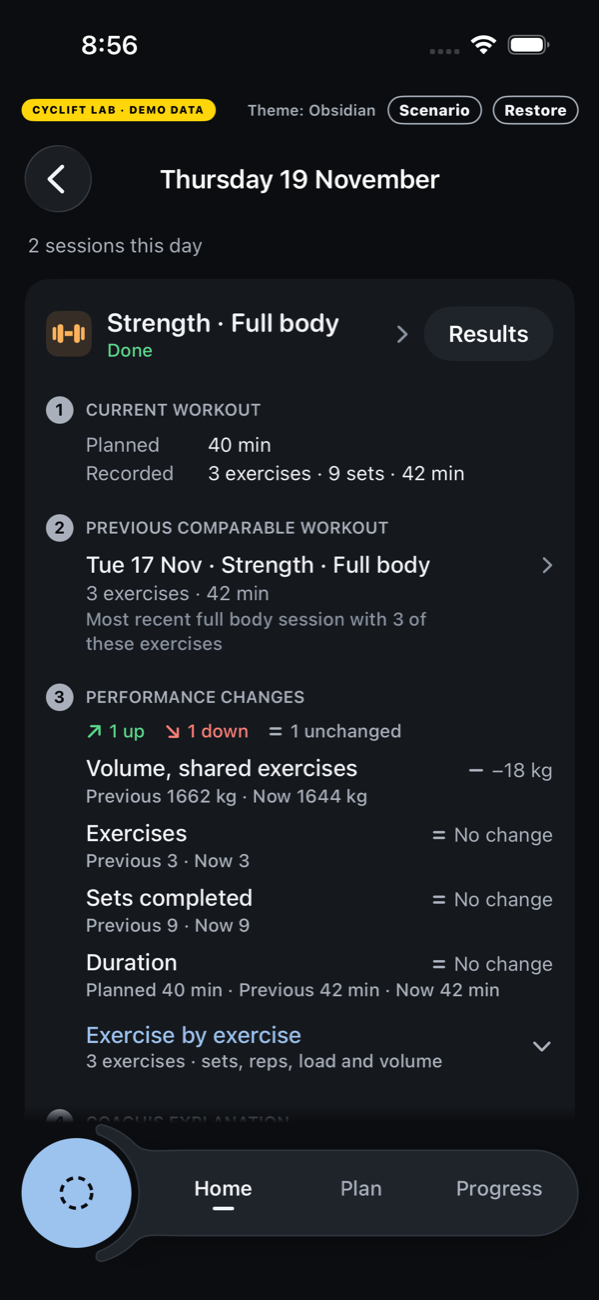 8:56
CYCLIFT LAB · DEMO DATA
Theme: Obsidian
Scenario
Restore
Thursday 19 November
2 sessions this day
Strength · Full body
Done
Results
1 CURRENT WORKOUT
Planned 40 min
Recorded 3 exercises · 9 sets · 42 min
2 PREVIOUS COMPARABLE WORKOUT
Tue 17 Nov · Strength · Full body
3 exercises · 42 min
Most recent full body session with 3 of
these exercises
3 PERFORMANCE CHANGES
↗ 1 up ↘ 1 down = 1 unchanged
Volume, shared exercises — −18 kg
Previous 1662 kg · Now 1644 kg
Exercises = No change
Previous 3 · Now 3
Sets completed = No change
Previous 9 · Now 9
Duration = No change
Planned 40 min · Previous 42 min · Now 42 min
Exercise by exercise
3 exercises · sets, reps, load and volume
4 COACH'S EXPLANATION
Home
Plan
Progress